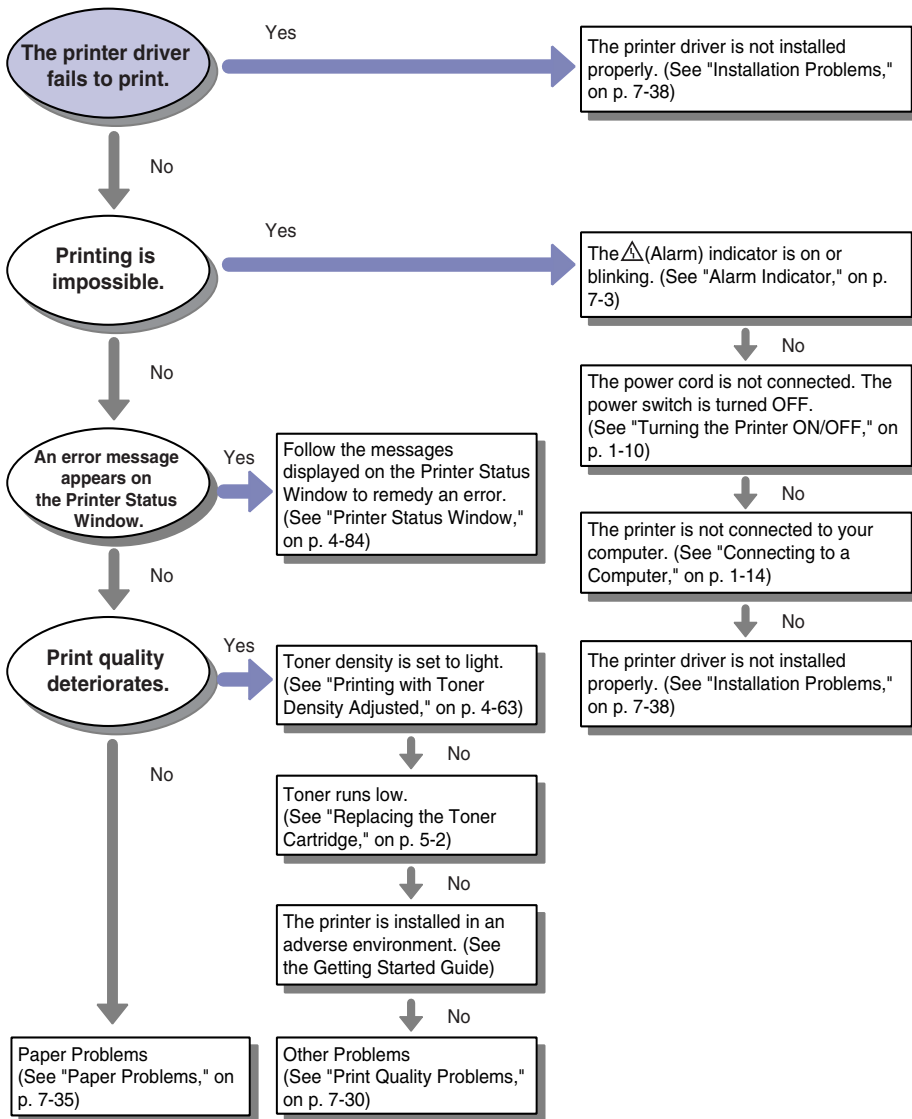 The printer driver
fails to print.
Yes
The printer driver is not installed
properly. (See "Installation Problems,"
on p. 7-38)
No
Printing is
impossible.
Yes
The ⚠(Alarm) indicator is on or
blinking. (See "Alarm Indicator," on p.
7-3)
No
The power cord is not connected. The
power switch is turned OFF.
(See "Turning the Printer ON/OFF," on
p. 1-10)
No
The printer is not connected to your
computer. (See "Connecting to a
Computer," on p. 1-14)
No
The printer driver is not installed
properly. (See "Installation Problems,"
on p. 7-38)
No
An error message
appears on
the Printer Status
Window.
Yes
Follow the messages
displayed on the Printer Status
Window to remedy an error.
(See "Printer Status Window,"
on p. 4-84)
No
Print quality
deteriorates.
Yes
Toner density is set to light.
(See "Printing with Toner
Density Adjusted," on p. 4-63)
No
Toner runs low.
(See "Replacing the Toner
Cartridge," on p. 5-2)
No
The printer is installed in an
adverse environment. (See
the Getting Started Guide)
No
Other Problems
(See "Print Quality Problems,"
on p. 7-30)
No
Paper Problems
(See "Paper Problems," on
p. 7-35)